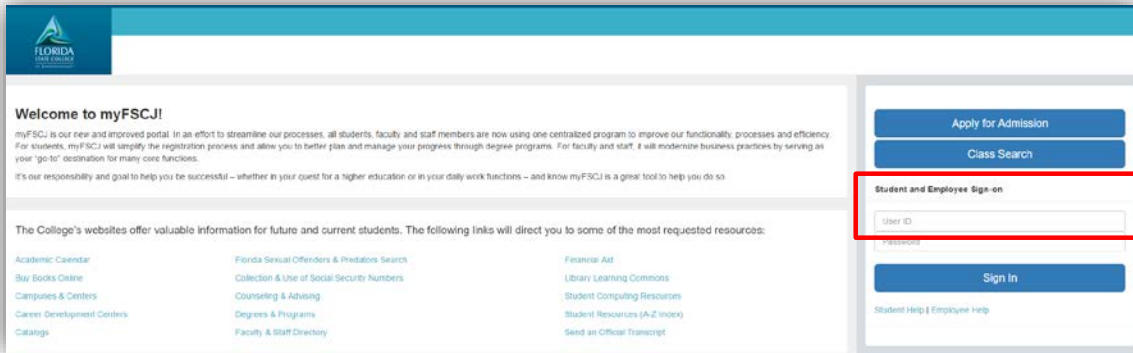 FLORIDA
STATE COLLEGE
Welcome to myFSCJ!
myFSCJ is our new and improved portal. In an effort to streamline our processes, all students, faculty and staff members are now using one centralized program to improve our functionality, processes and efficiency.
For students, myFSCJ will simplify the registration process and allow you to better plan and manage your progress through degree programs. For faculty and staff, it will modernize business practices by serving as
your "go-to" destination for many core functions.
It's our responsibility and goal to help you be successful – whether in your quest for a higher education or in your daily work functions – and know myFSCJ is a great tool to help you do so.
The College's websites offer valuable information for future and current students. The following links will direct you to some of the most requested resources:
Academic Calendar
Buy Books Online
Campuses & Centers
Career Development Centers
Catalogs
Florida Sexual Offenders & Predators Search
Collection & Use of Social Security Numbers
Counseling & Advising
Degrees & Programs
Faculty & Staff Directory
Financial Aid
Library Learning Commons
Student Computing Resources
Student Resources (A-Z Index)
Send an Official Transcript
Apply for Admission
Class Search
Student and Employee Sign-on
User ID
Password
Sign In
Student Help | Employee Help